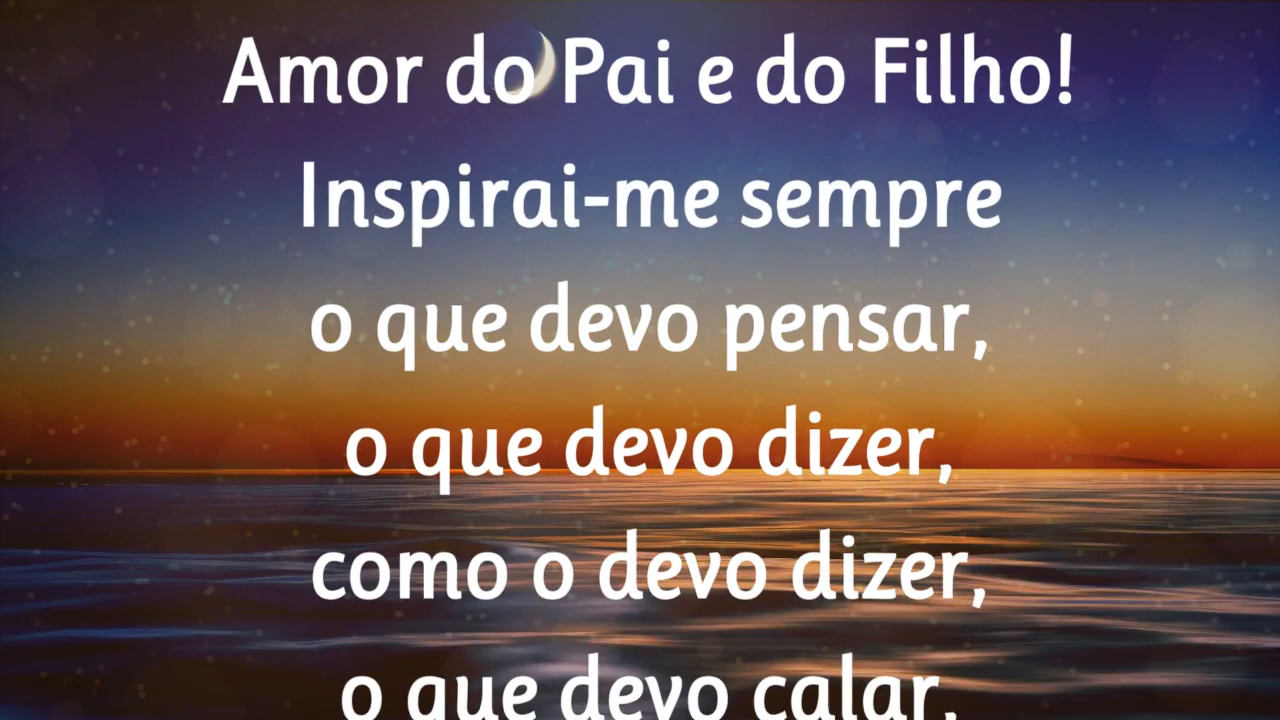 Amor do Pai e do Filho!
Inspirai-me sempre
o que devo pensar,
o que devo dizer,
como o devo dizer,
o que devo calar,